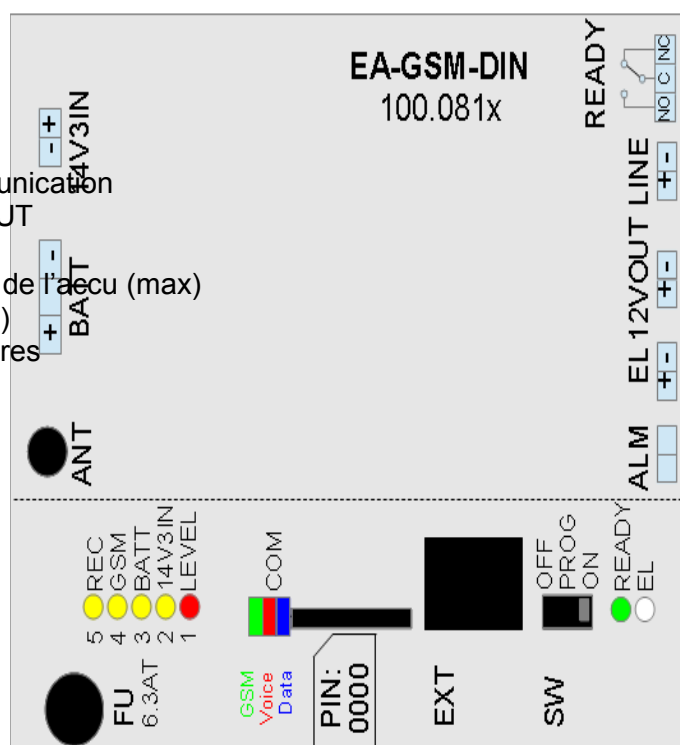 EA-GSM-DIN
100.081x
READY
NO C NC
- +
14V3IN
unication
UT
de l'accu (max)
)
res
+ -
BATT
LINE
+ -
12VOUT
+ -
EL
+ -
ALM
ANT
5 REC
4 GSM
3 BATT
2 14V3IN
1 LEVEL
COM
GSM
Voice
Data
OFF
PROG
ON
READY
EL
FU
6.3AT
PIN:
0000
EXT
SW